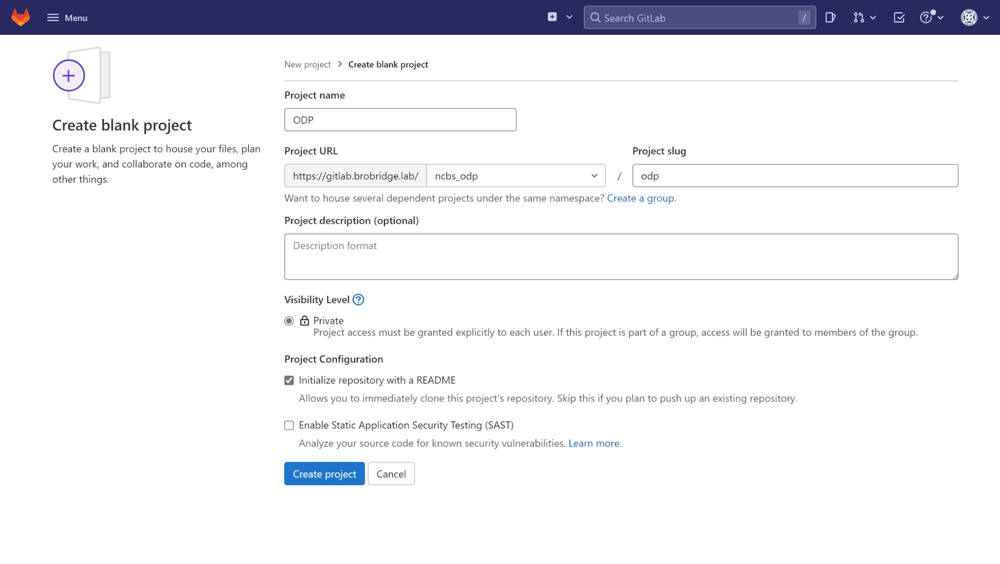 Menu
Search GitLab
/
Create blank project
Create a blank project to house your files, plan
your work, and collaborate on code, among
other things.
New project > Create blank project
Project name
ODP
Project URL
Project slug
https://gitlab.brobridge.lab/ ncbs_odp / odp
Want to house several dependent projects under the same namespace? Create a group.
Project description (optional)
Description format
Visibility Level ?
Private
Project access must be granted explicitly to each user. If this project is part of a group, access will be granted to members of the group.
Project Configuration
Initialize repository with a README
Allows you to immediately clone this project’s repository. Skip this if you plan to push up an existing repository.
Enable Static Application Security Testing (SAST)
Analyze your source code for known security vulnerabilities. Learn more.
Create project
Cancel